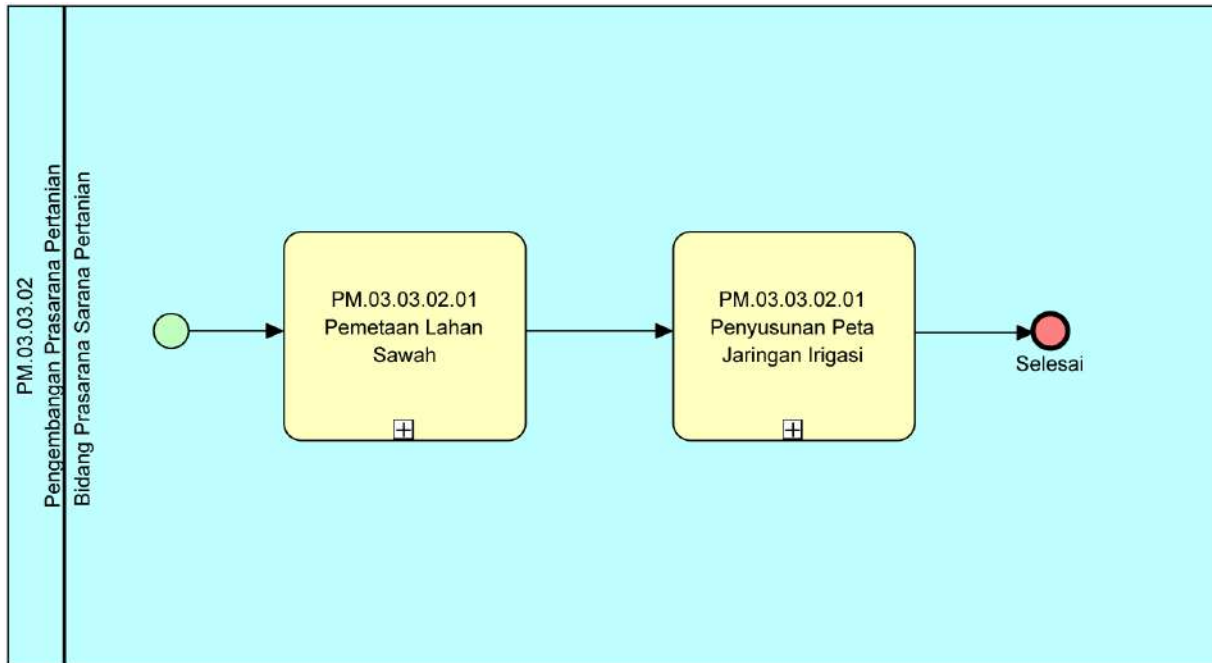 PM.03.03.02
Pengembangan Prasarana Pertanian
Bidang Prasarana Sarana Pertanian
PM.03.03.02.01
Pemetaan Lahan
Sawah
PM.03.03.02.01
Penyusunan Peta
Jaringan Irigasi
Selesai